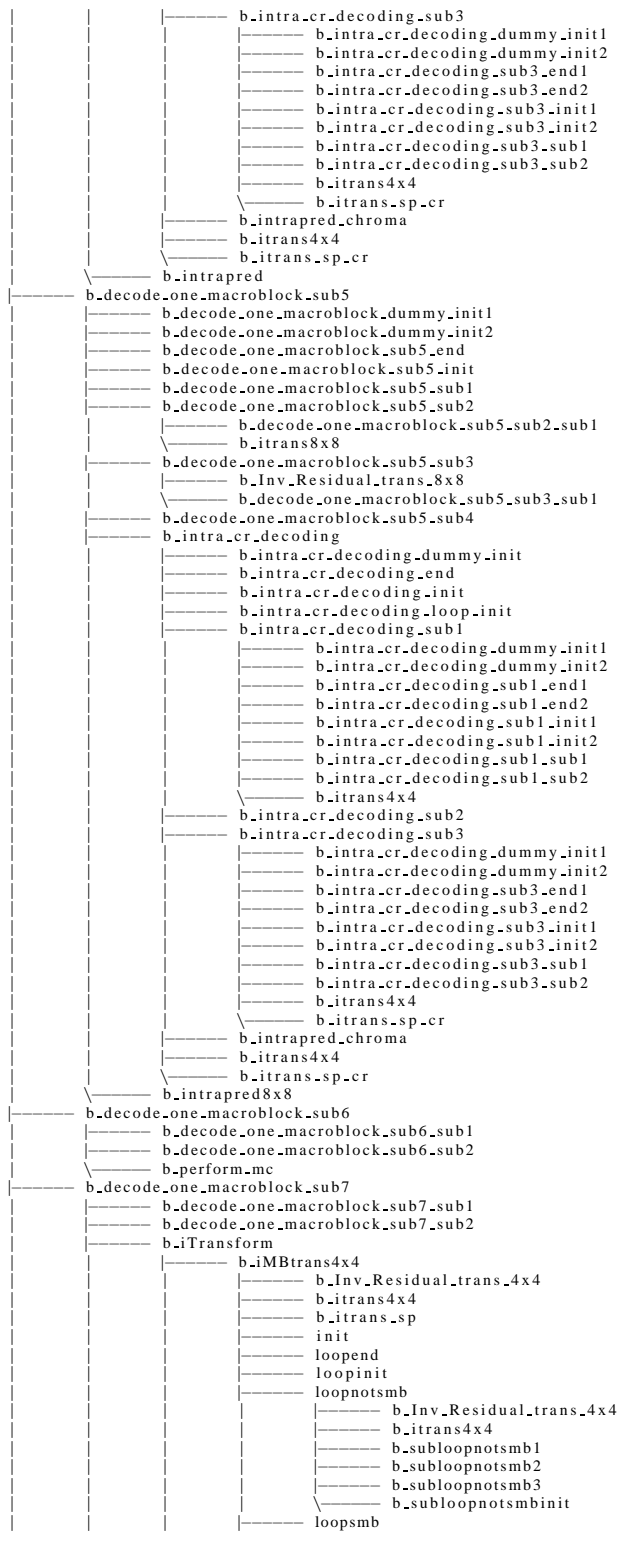 b_intra_cr_decoding_sub3
b_intra_cr_decoding_dummy_init1
b_intra_cr_decoding_dummy_init2
b_intra_cr_decoding_sub3_end1
b_intra_cr_decoding_sub3_end2
b_intra_cr_decoding_sub3_init1
b_intra_cr_decoding_sub3_init2
b_intra_cr_decoding_sub3_sub1
b_intra_cr_decoding_sub3_sub2
b_itrans4x4
b_itrans_sp_cr
b_intrapred_chroma
b_itrans4x4
b_itrans_sp_cr
b_intrapred
b_decode_one_macroblock_sub5
b_decode_one_macroblock_dummy_init1
b_decode_one_macroblock_dummy_init2
b_decode_one_macroblock_sub5_end
b_decode_one_macroblock_sub5_init
b_decode_one_macroblock_sub5_sub1
b_decode_one_macroblock_sub5_sub2
b_decode_one_macroblock_sub5_sub2_sub1
b_itrans8x8
b_decode_one_macroblock_sub5_sub3
b_Inv_Residual_trans_8x8
b_decode_one_macroblock_sub5_sub3_sub1
b_decode_one_macroblock_sub5_sub4
b_intra_cr_decoding
b_intra_cr_decoding_dummy_init
b_intra_cr_decoding_end
b_intra_cr_decoding_init
b_intra_cr_decoding_loop_init
b_intra_cr_decoding_sub1
b_intra_cr_decoding_dummy_init1
b_intra_cr_decoding_dummy_init2
b_intra_cr_decoding_sub1_end1
b_intra_cr_decoding_sub1_end2
b_intra_cr_decoding_sub1_init1
b_intra_cr_decoding_sub1_init2
b_intra_cr_decoding_sub1_sub1
b_intra_cr_decoding_sub1_sub2
b_itrans4x4
b_intra_cr_decoding_sub2
b_intra_cr_decoding_sub3
b_intra_cr_decoding_dummy_init1
b_intra_cr_decoding_dummy_init2
b_intra_cr_decoding_sub3_end1
b_intra_cr_decoding_sub3_end2
b_intra_cr_decoding_sub3_init1
b_intra_cr_decoding_sub3_init2
b_intra_cr_decoding_sub3_sub1
b_intra_cr_decoding_sub3_sub2
b_itrans4x4
b_itrans_sp_cr
b_intrapred_chroma
b_itrans4x4
b_itrans_sp_cr
b_intrapred8x8
b_decode_one_macroblock_sub6
b_decode_one_macroblock_sub6_sub1
b_decode_one_macroblock_sub6_sub2
b_perform_mc
b_decode_one_macroblock_sub7
b_decode_one_macroblock_sub7_sub1
b_decode_one_macroblock_sub7_sub2
b_iTransform
b_iMBtrans4x4
b_Inv_Residual_trans_4x4
b_itrans4x4
b_itrans_sp
init
loopend
loopinit
loopnotsmb
b_Inv_Residual_trans_4x4
b_itrans4x4
b_subloopnotsmb1
b_subloopnotsmb2
b_subloopnotsmb3
b_subloopnotsmbinit
loopsmb